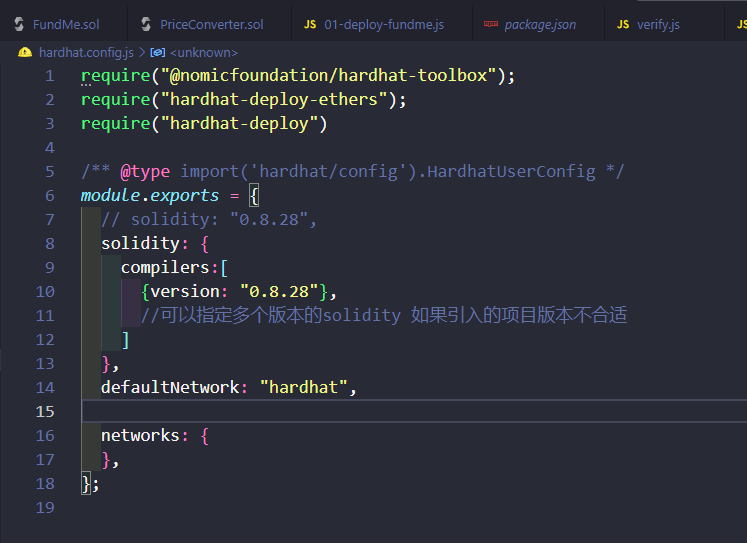 FundMe.sol PriceConverter.sol JS 01-deploy-fundme.js npm package.json JS verify.js JS
hardhat.config.js > <unknown>
1 require("@nomicfoundation/hardhat-toolbox");
2 require("hardhat-deploy-ethers");
3 require("hardhat-deploy")
4
5 /** @type import('hardhat/config').HardhatUserConfig */
6 module.exports = {
7 // solidity: "0.8.28",
8 solidity: {
9 compilers:[
10 {version: "0.8.28"},
11 //可以指定多个版本的solidity 如果引入的项目版本不合适
12 ]
13 },
14 defaultNetwork: "hardhat",
15
16 networks: {
17 },
18 };
19